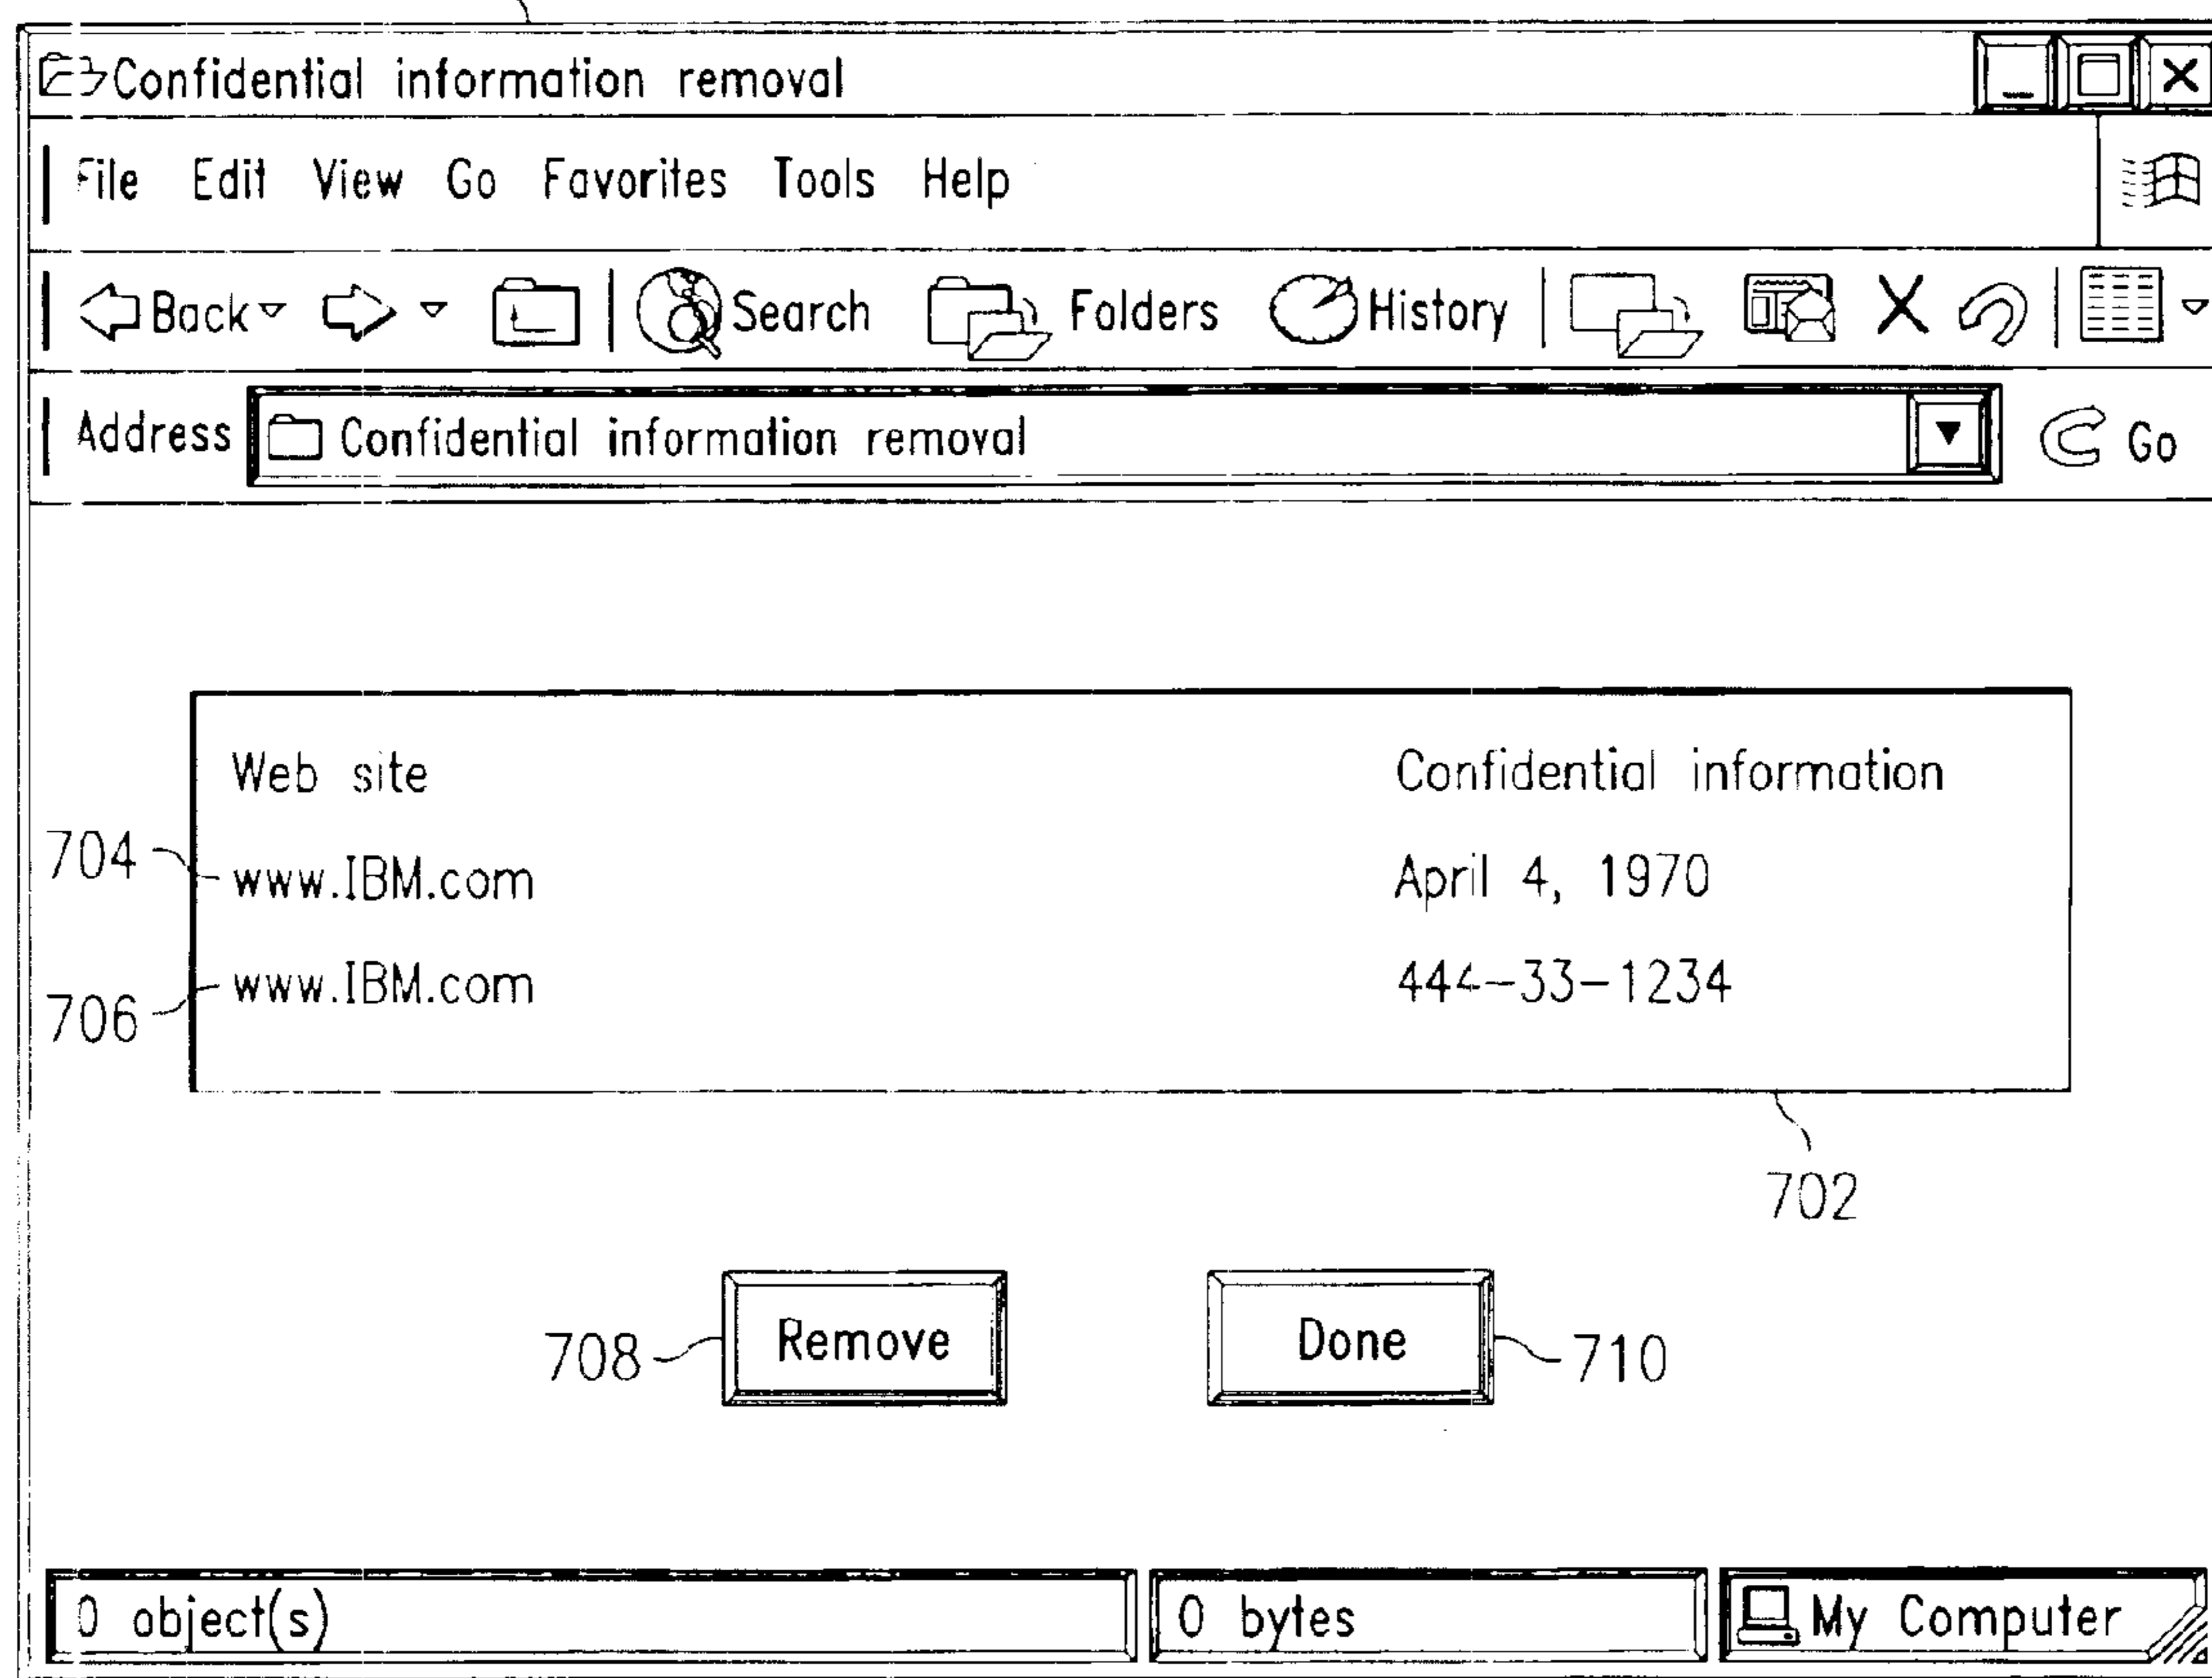 Confidential information removal
File Edit View Go Favorites Tools Help
Back Search Folders History
Address Confidential information removal Go
Web site Confidential information
704 www.IBM.com April 4, 1970
706 www.IBM.com 444-33-1234
702
708 Remove Done 710
0 object(s) 0 bytes My Computer